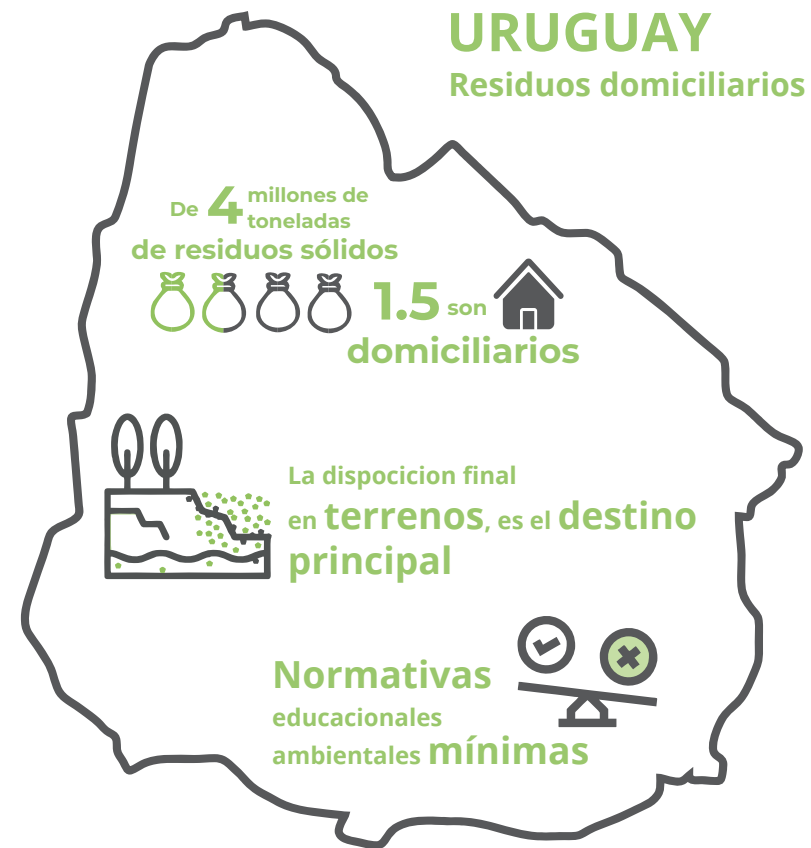 URUGUAY
Residuos domiciliarios
De 4 millones de
toneladas
de residuos sólidos
1.5 son
domiciliarios
La dispocicion final
en terrenos, es el destino
principal
Normativas
educacionales
ambientales mínimas